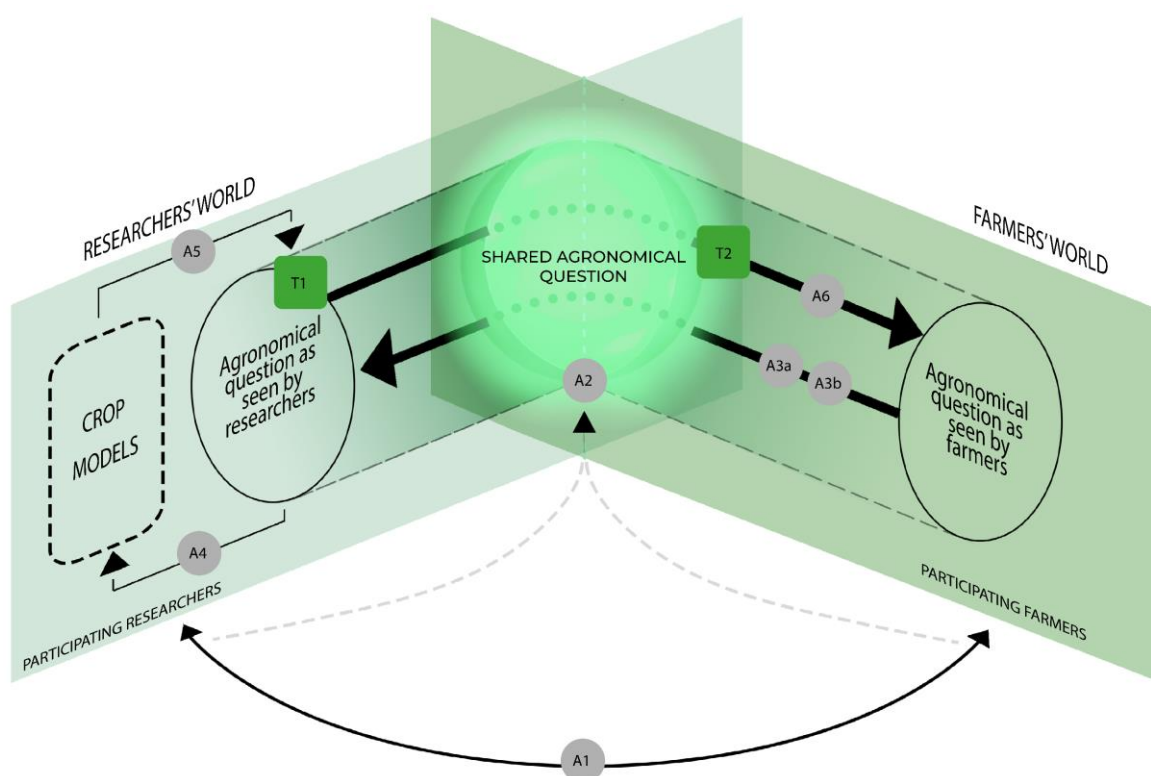 RESEARCHERS' WORLD
A5
T1
Agronomical
question as
seen by
researchers
CROP
MODELS
A4
PARTICIPATING RESEARCHERS
SHARED AGRONOMICAL
QUESTION
A2
T2
A6
A3a
A3b
FARMERS' WORLD
Agronomical
question as
seen by
farmers
PARTICIPATING FARMERS
A1